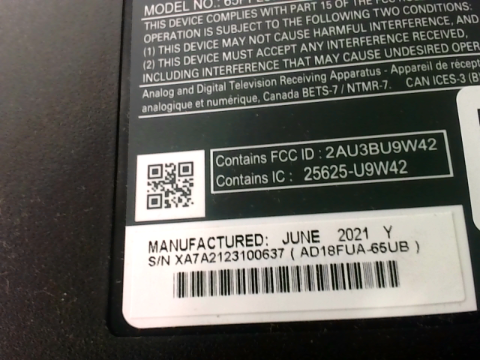 MODEL NO.:
THIS DEVICE COMPLIES WITH PART 15 OF THE FCC
OPERATION IS SUBJECT TO THE FOLLOWING TWO CONDITIONS:
(1) THIS DEVICE MAY NOT CAUSE HARMFUL INTERFERENCE, AND
(2) THIS DEVICE MUST ACCEPT ANY INTERFERENCE RECEIVED,
INCLUDING INTERFERENCE THAT MAY CAUSE UNDESIRED
Analog and Digital Television Receiving Apparatus - Appareil de
analogique et numérique, Canada BETS-7 / NTMR-7. CAN ICES-3
Contains FCC ID : 2AU3BU9W42
Contains IC : 25625-U9W42
MANUFACTURED: JUNE 2021 Y
S/N XA7A2123100637 ( AD18FUA-65UB )